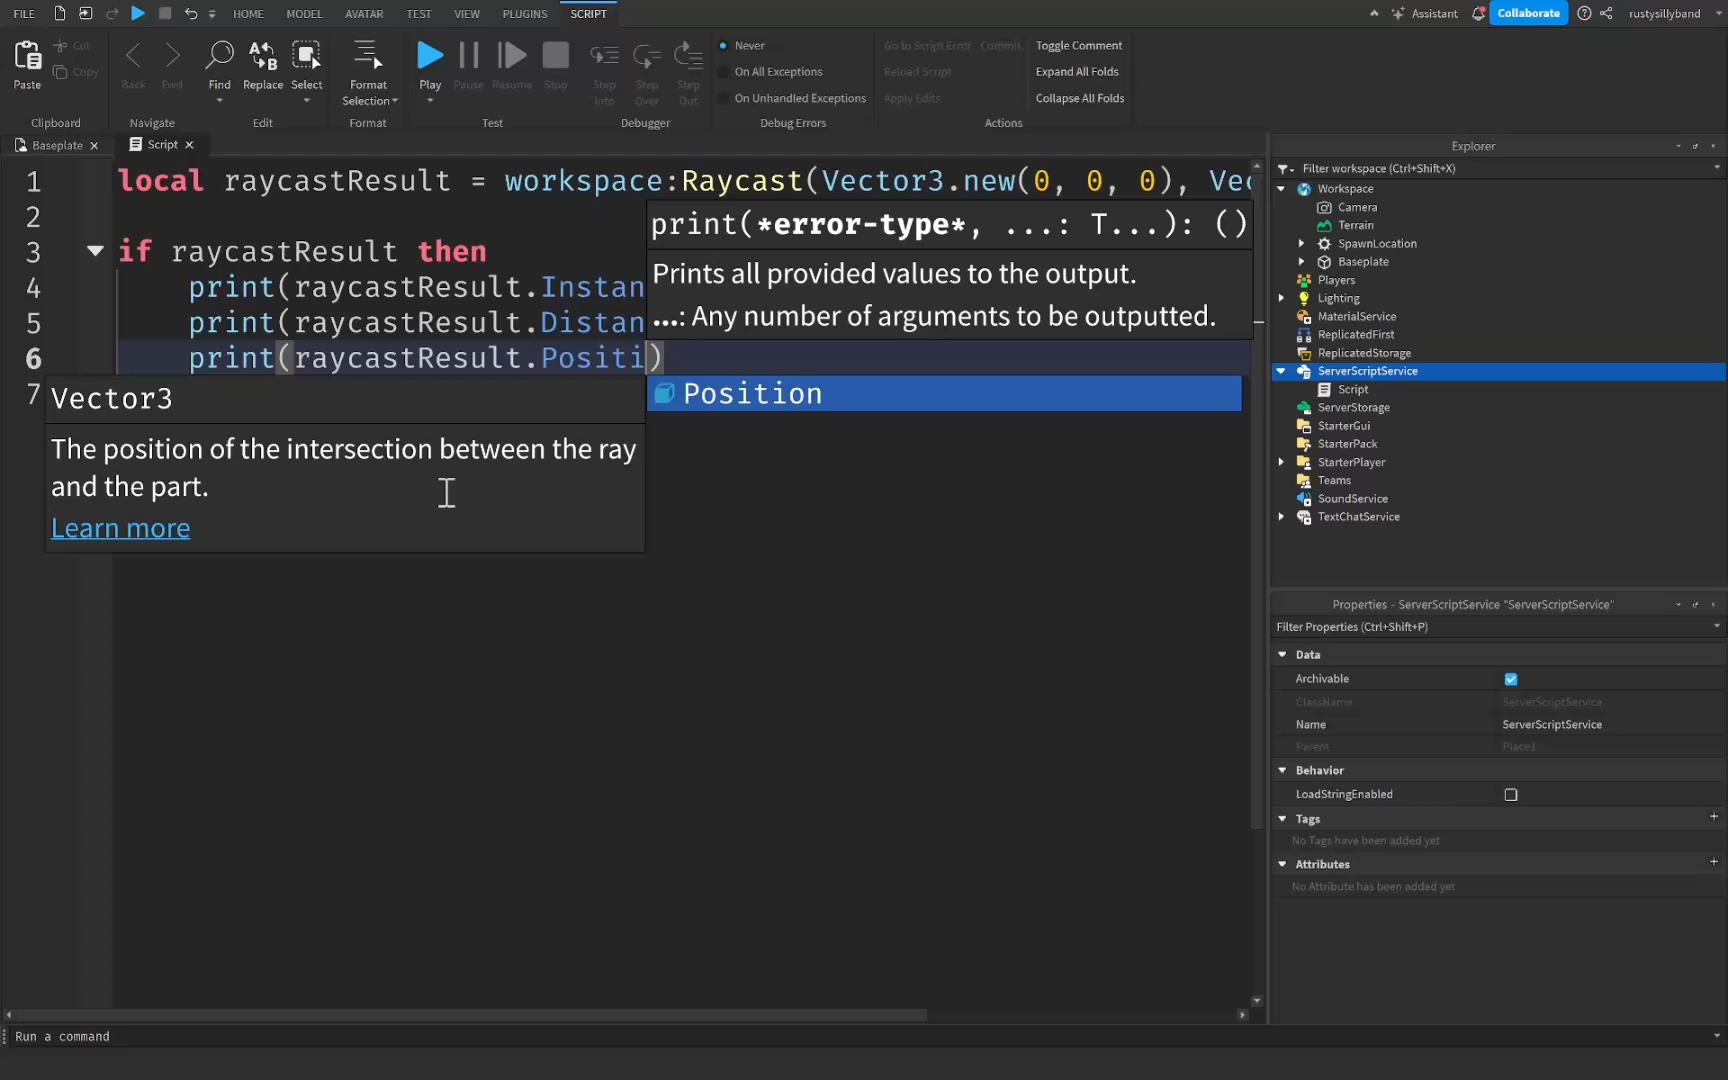 FILE HOME MODEL AVATAR TEST VIEW PLUGINS SCRIPT Assistant Collaborate rustysillyband
Paste Cut Copy Back Fwd Find Replace Select Format Selection Play Pause Resume Stop Step Into Step Over Step Out
Never
On All Exceptions
On Unhandled Exceptions
Go to Script Error Commit
Reload Script
Apply Edits
Toggle Comment
Expand All Folds
Collapse All Folds
Clipboard Navigate Edit Format Test Debugger Debug Errors Actions
Baseplate Script
1 local raycastResult = workspace:Raycast(Vector3.new(0, 0, 0), Vec
2
3 if raycastResult then
4 print(raycastResult.Instan
5 print(raycastResult.Distan
6 print(raycastResult.Positi)
7
print(*error-type*, ...: T...): ()
Prints all provided values to the output.
...: Any number of arguments to be outputted.
Position
Vector3
The position of the intersection between the ray
and the part.
Learn more
Explorer
Filter workspace (Ctrl+Shift+X)
Workspace
Camera
Terrain
SpawnLocation
Baseplate
Players
Lighting
MaterialService
ReplicatedFirst
ReplicatedStorage
ServerScriptService
Script
ServerStorage
StarterGui
StarterPack
StarterPlayer
Teams
SoundService
TextChatService
Properties - ServerScriptService "ServerScriptService"
Filter Properties (Ctrl+Shift+P)
Data
Archivable
ClassName ServerScriptService
Name ServerScriptService
Parent Place1
Behavior
LoadStringEnabled
Tags +
No Tags have been added yet
Attributes +
No Attribute has been added yet
Run a command